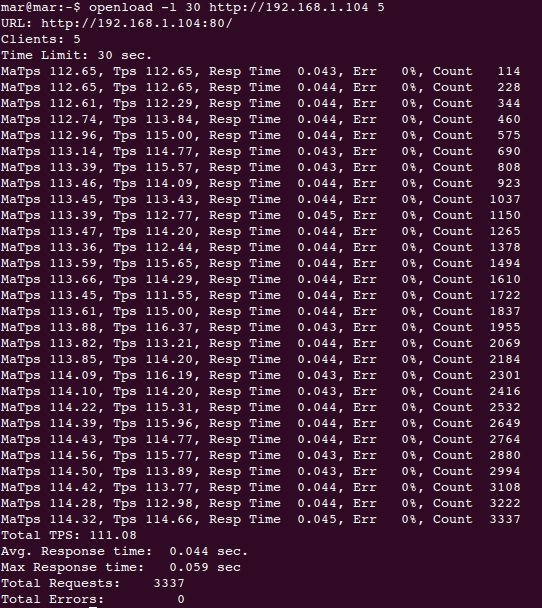 mar@mar:~$ openload -l 30 http://192.168.1.104 5
URL: http://192.168.1.104:80/
Clients: 5
Time Limit: 30 sec.
MaTps 112.65, Tps 112.65, Resp Time  0.043, Err   0%, Count   114
MaTps 112.65, Tps 112.65, Resp Time  0.044, Err   0%, Count   228
MaTps 112.61, Tps 112.29, Resp Time  0.044, Err   0%, Count   344
MaTps 112.74, Tps 113.84, Resp Time  0.044, Err   0%, Count   460
MaTps 112.96, Tps 115.00, Resp Time  0.044, Err   0%, Count   575
MaTps 113.14, Tps 114.77, Resp Time  0.043, Err   0%, Count   690
MaTps 113.39, Tps 115.57, Resp Time  0.043, Err   0%, Count   808
MaTps 113.46, Tps 114.09, Resp Time  0.044, Err   0%, Count   923
MaTps 113.45, Tps 113.43, Resp Time  0.044, Err   0%, Count  1037
MaTps 113.39, Tps 112.77, Resp Time  0.045, Err   0%, Count  1150
MaTps 113.47, Tps 114.20, Resp Time  0.044, Err   0%, Count  1265
MaTps 113.36, Tps 112.44, Resp Time  0.044, Err   0%, Count  1378
MaTps 113.59, Tps 115.65, Resp Time  0.044, Err   0%, Count  1494
MaTps 113.66, Tps 114.29, Resp Time  0.044, Err   0%, Count  1610
MaTps 113.45, Tps 111.55, Resp Time  0.044, Err   0%, Count  1722
MaTps 113.61, Tps 115.00, Resp Time  0.044, Err   0%, Count  1837
MaTps 113.88, Tps 116.37, Resp Time  0.043, Err   0%, Count  1955
MaTps 113.82, Tps 113.21, Resp Time  0.044, Err   0%, Count  2069
MaTps 113.85, Tps 114.20, Resp Time  0.044, Err   0%, Count  2184
MaTps 114.09, Tps 116.19, Resp Time  0.043, Err   0%, Count  2301
MaTps 114.10, Tps 114.20, Resp Time  0.043, Err   0%, Count  2416
MaTps 114.22, Tps 115.31, Resp Time  0.044, Err   0%, Count  2532
MaTps 114.39, Tps 115.96, Resp Time  0.044, Err   0%, Count  2649
MaTps 114.43, Tps 114.77, Resp Time  0.044, Err   0%, Count  2764
MaTps 114.56, Tps 115.77, Resp Time  0.043, Err   0%, Count  2880
MaTps 114.50, Tps 113.89, Resp Time  0.043, Err   0%, Count  2994
MaTps 114.42, Tps 113.77, Resp Time  0.044, Err   0%, Count  3108
MaTps 114.28, Tps 112.98, Resp Time  0.044, Err   0%, Count  3222
MaTps 114.32, Tps 114.66, Resp Time  0.045, Err   0%, Count  3337
Total TPS: 111.08
Avg. Response time:  0.044 sec.
Max Response time:  0.059 sec
Total Requests:    3337
Total Errors:         0